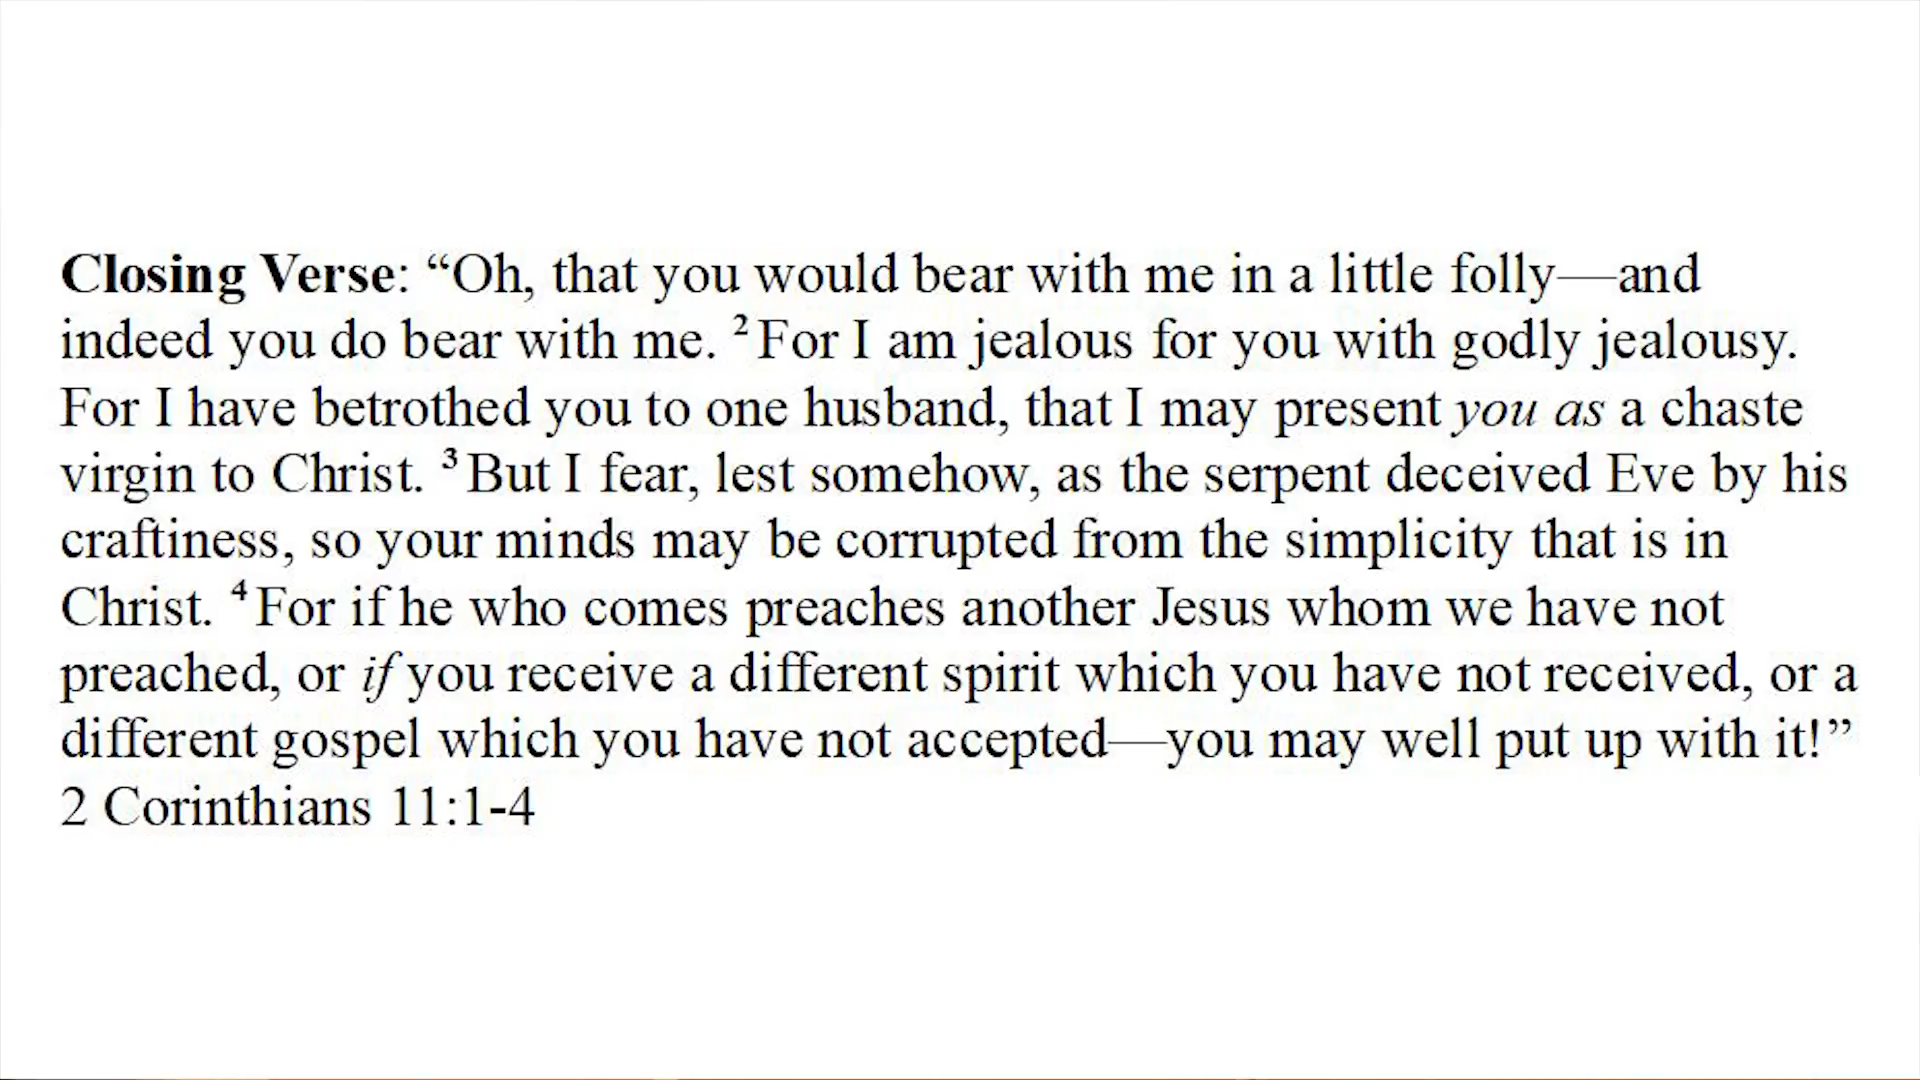 Closing Verse: “Oh, that you would bear with me in a little folly—and
indeed you do bear with me. ² For I am jealous for you with godly jealousy.
For I have betrothed you to one husband, that I may present you as a chaste
virgin to Christ. ³ But I fear, lest somehow, as the serpent deceived Eve by his
craftiness, so your minds may be corrupted from the simplicity that is in
Christ. ⁴ For if he who comes preaches another Jesus whom we have not
preached, or if you receive a different spirit which you have not received, or a
different gospel which you have not accepted—you may well put up with it!”
2 Corinthians 11:1-4